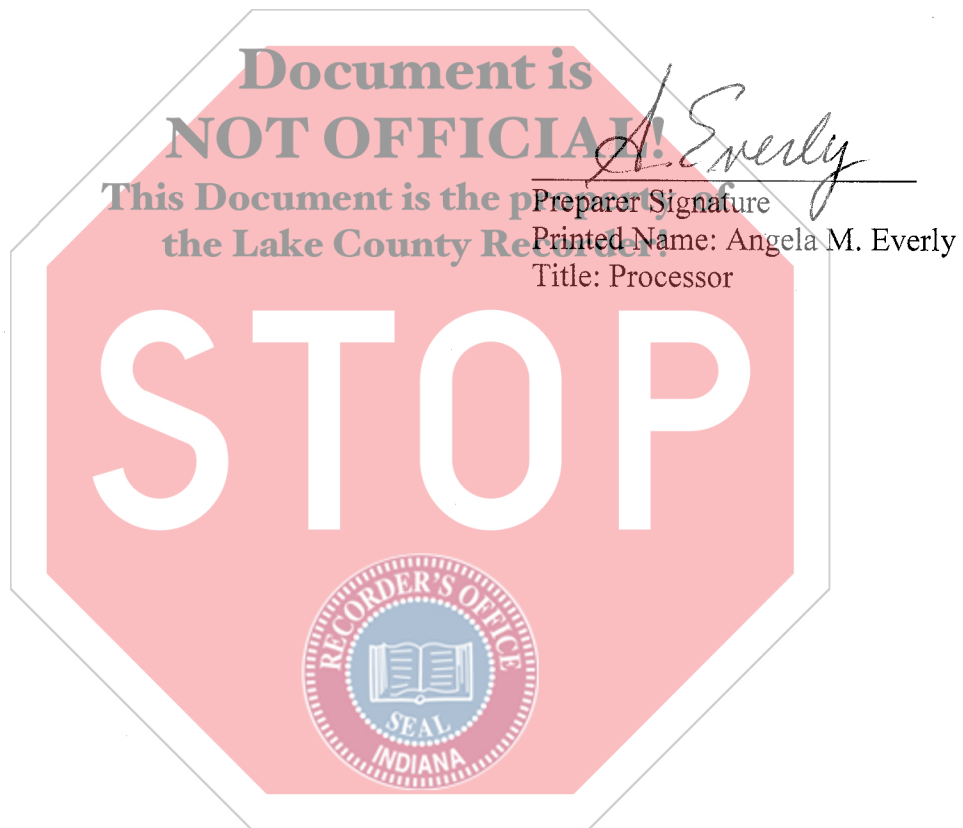 Document is
NOT OFFICIAL!
This Document is the property of
the Lake County Recorder!
A. Everly
Preparer Signature
Printed Name: Angela M. Everly
Title: Processor
STOP
RECORDER'S OFFICE
SEAL
INDIANA